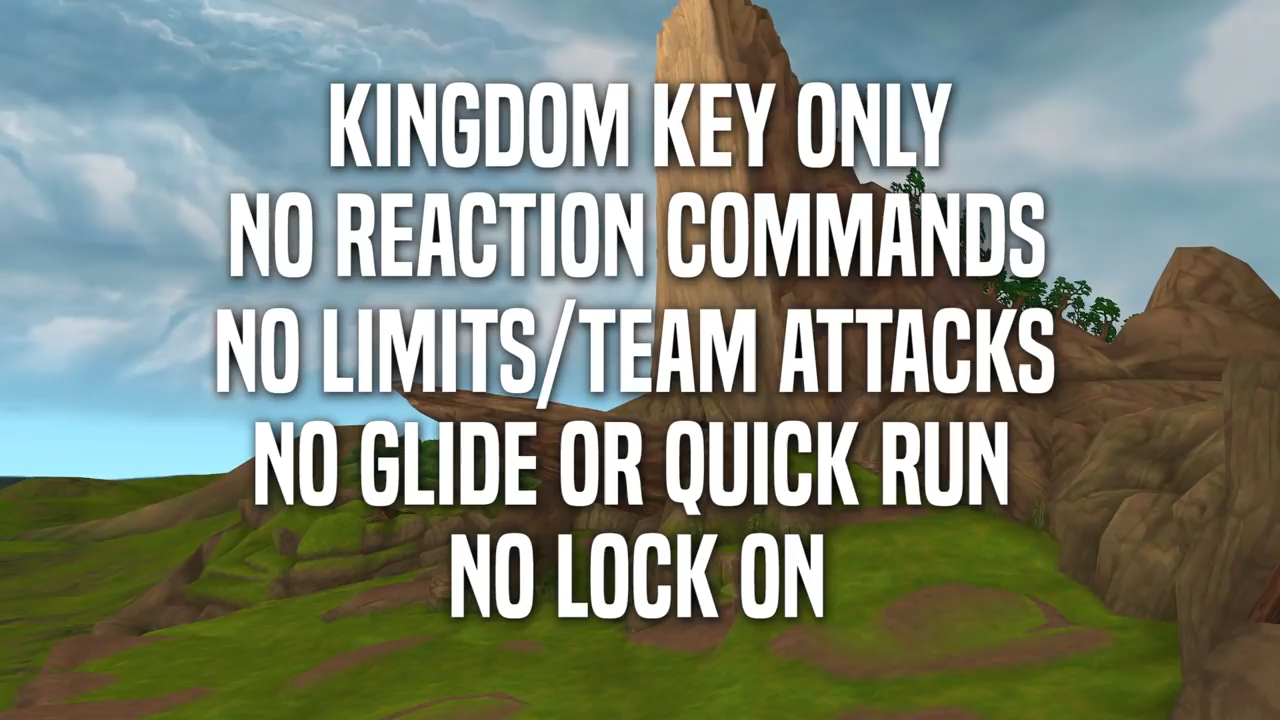 KINGDOM KEY ONLY
NO REACTION COMMANDS
NO LIMITS/TEAM ATTACKS
NO GLIDE OR QUICK RUN
NO LOCK ON